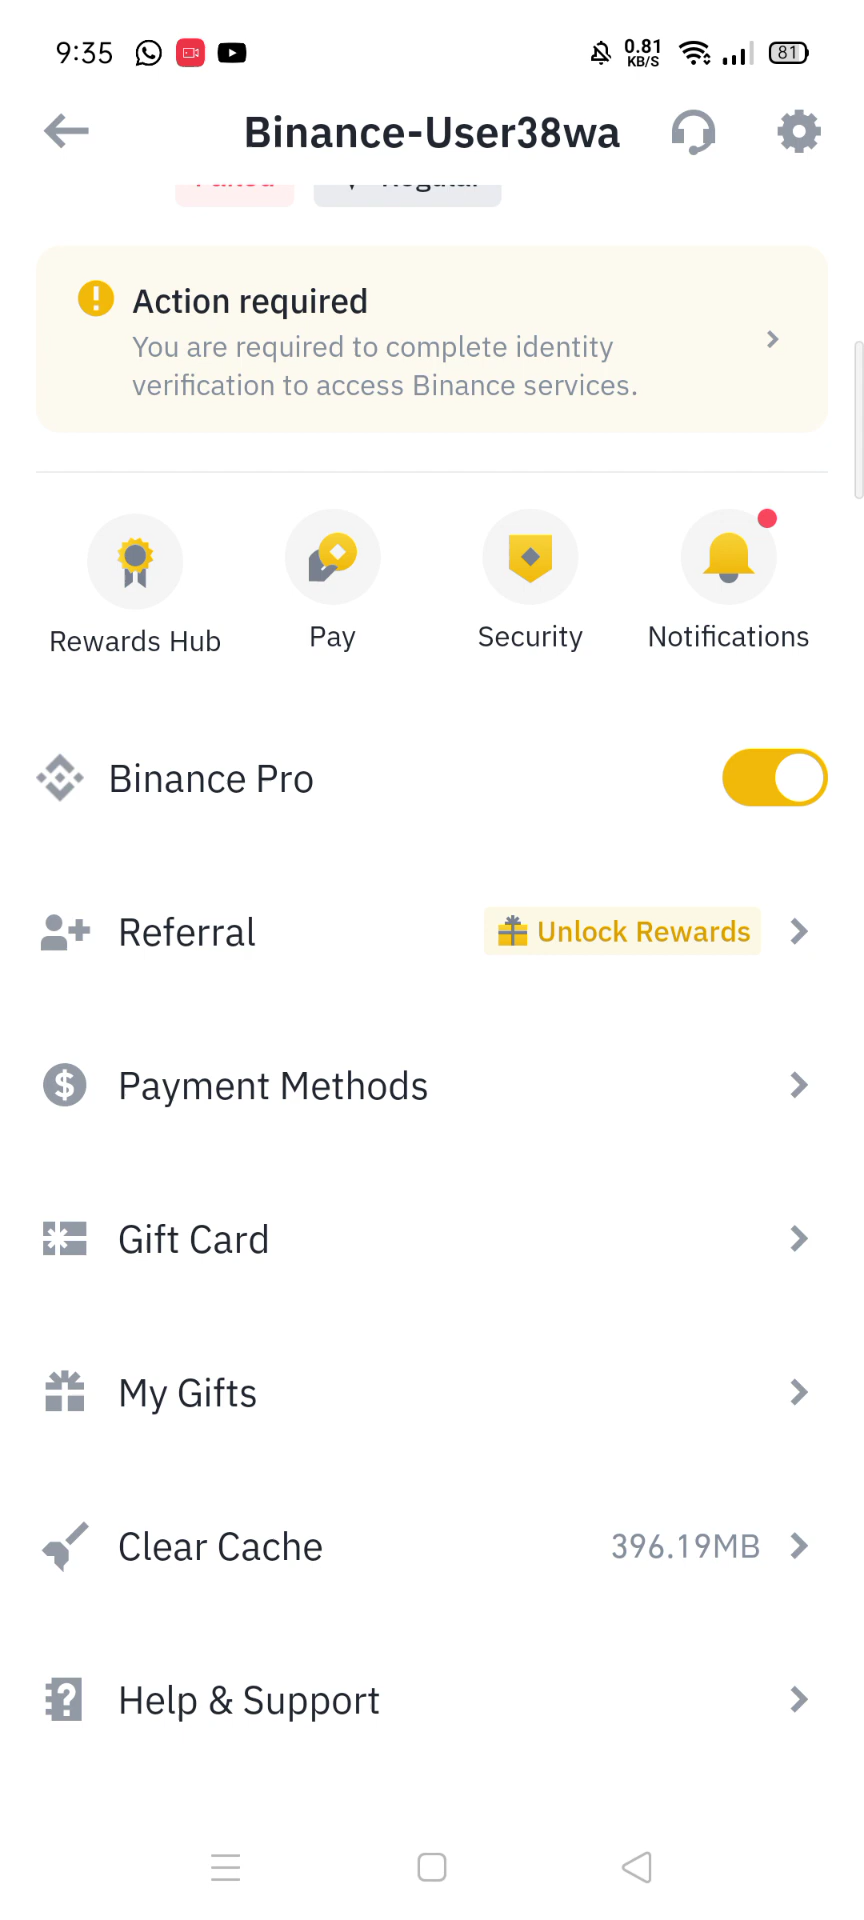 9:35
0.81
KB/S
81
Binance-User38wa
Action required
You are required to complete identity
verification to access Binance services.
Rewards Hub
Pay
Security
Notifications
Binance Pro
Referral
Unlock Rewards
Payment Methods
Gift Card
My Gifts
Clear Cache
396.19MB
Help & Support